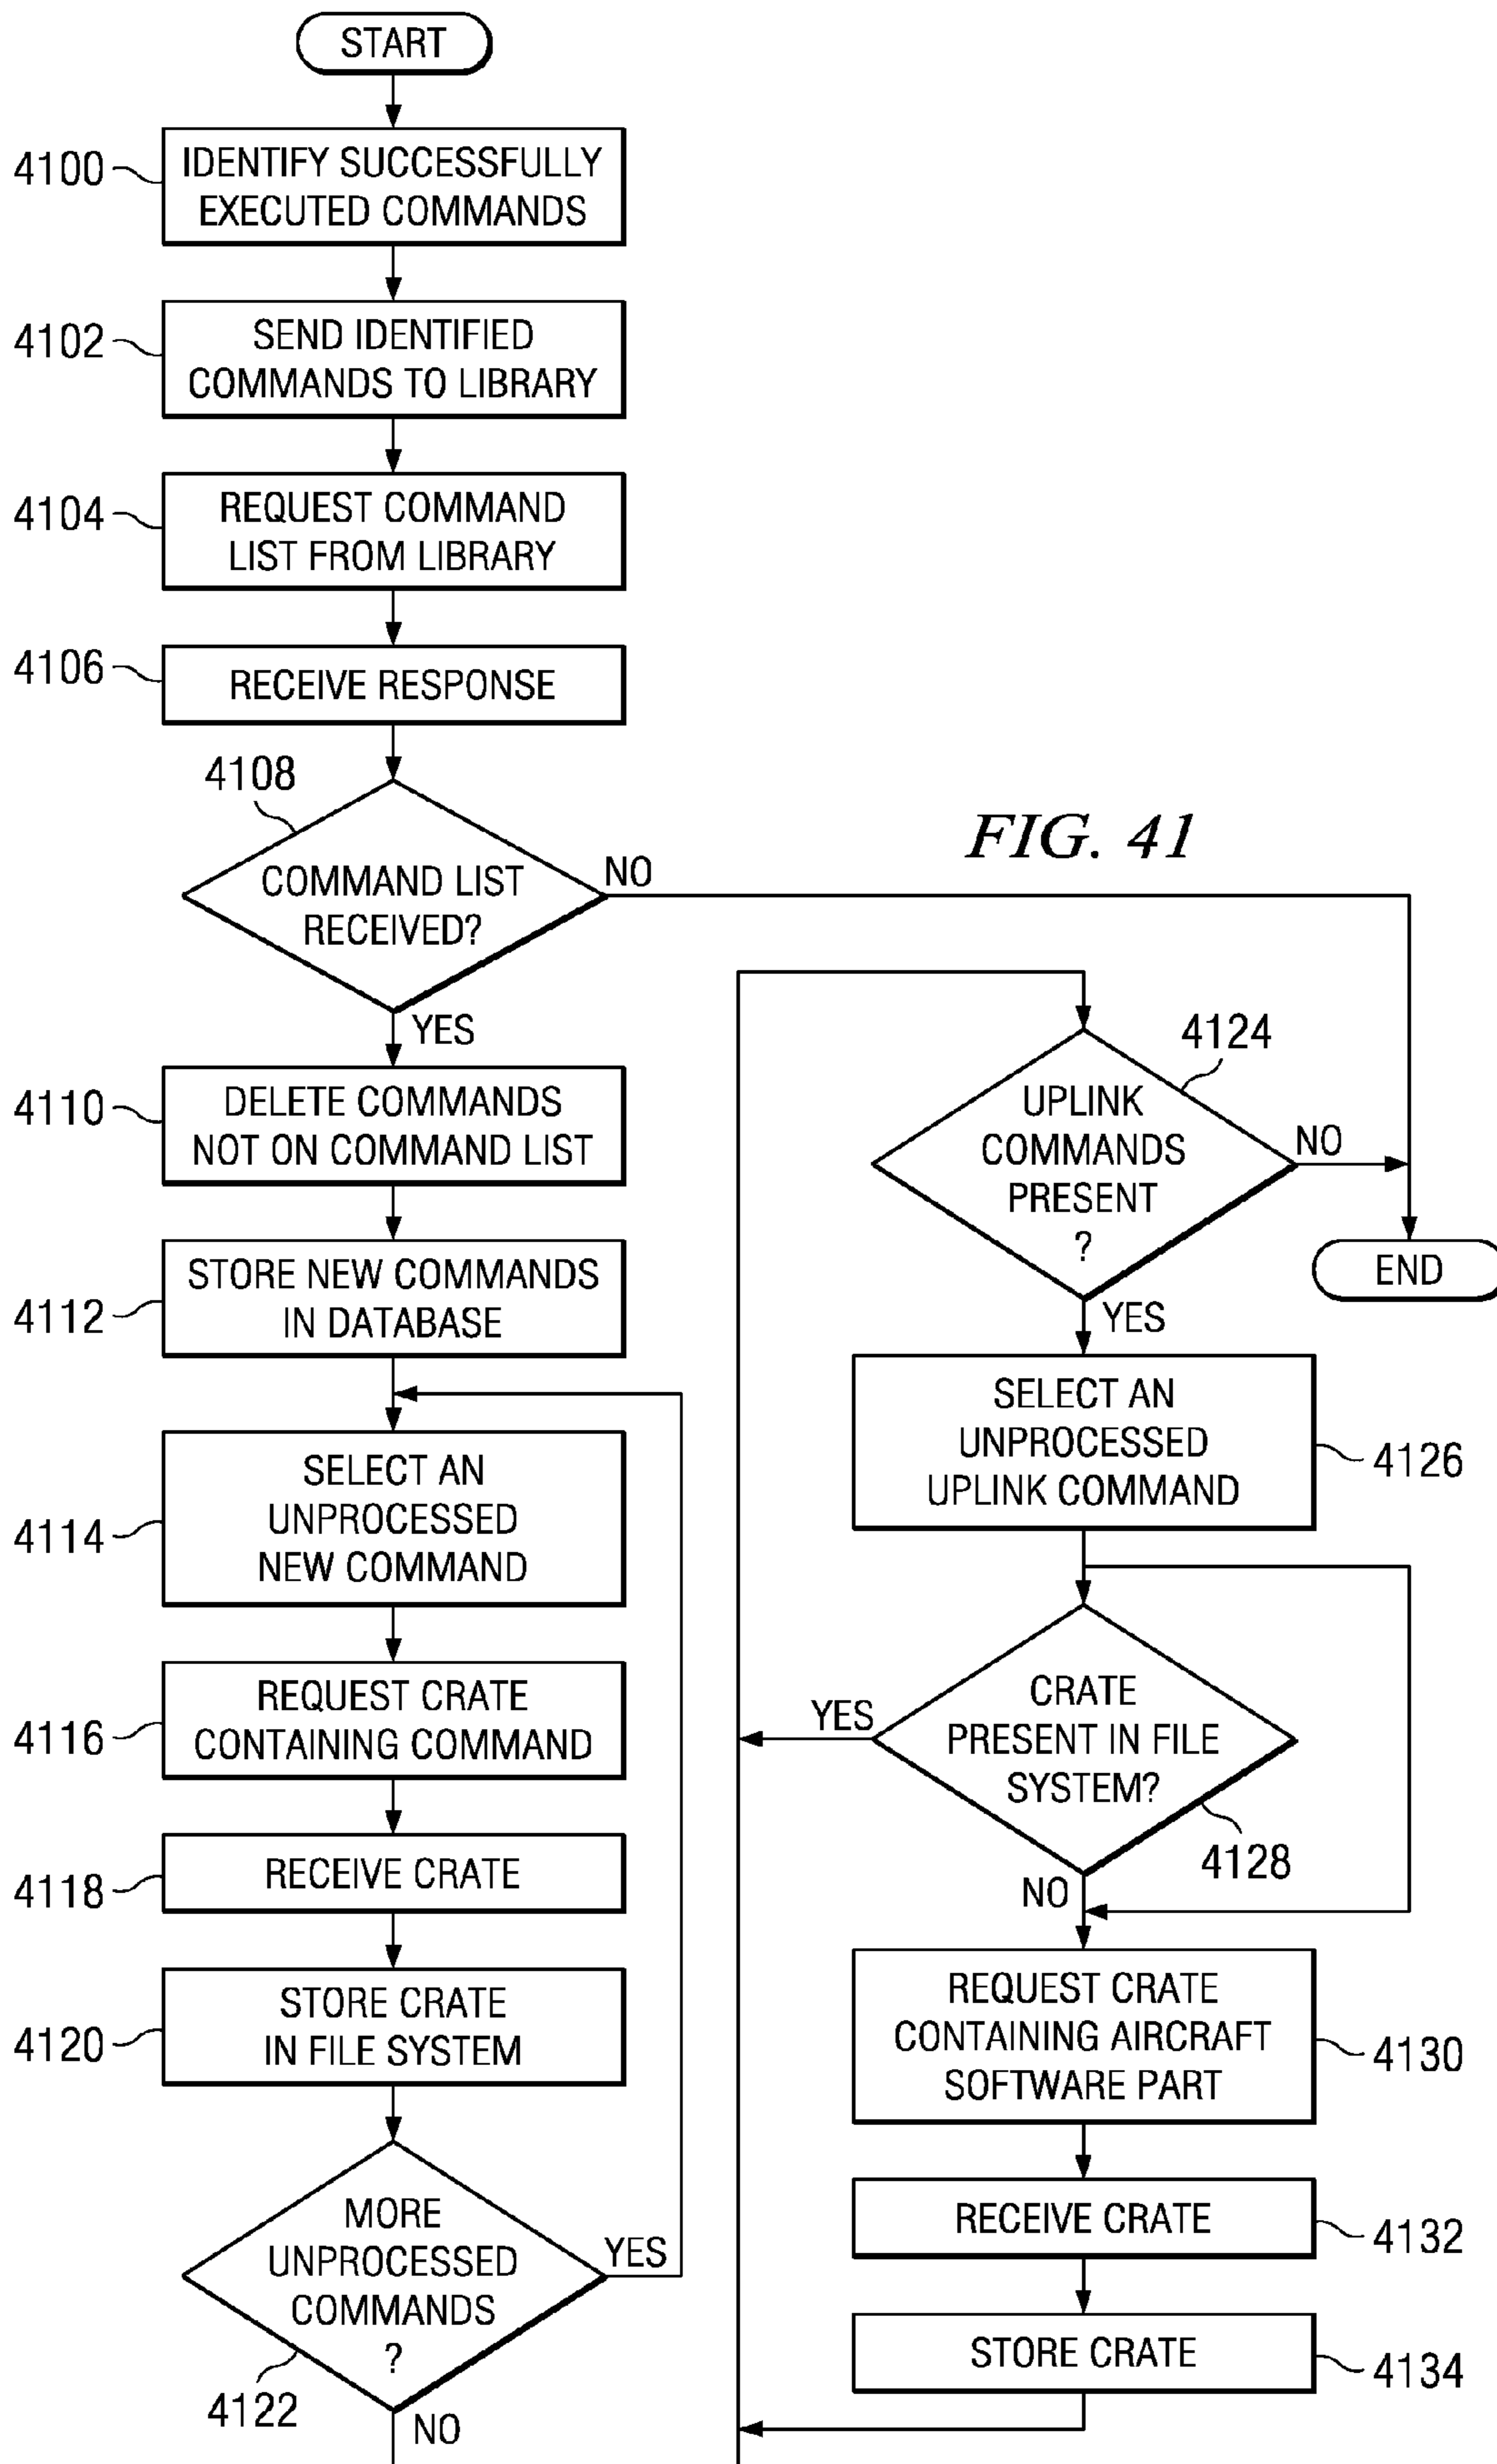 START
4100
IDENTIFY SUCCESSFULLY
EXECUTED COMMANDS
4102
SEND IDENTIFIED
COMMANDS TO LIBRARY
4104
REQUEST COMMAND
LIST FROM LIBRARY
4106
RECEIVE RESPONSE
4108
COMMAND LIST
RECEIVED?
NO
YES
4110
DELETE COMMANDS
NOT ON COMMAND LIST
4112
STORE NEW COMMANDS
IN DATABASE
4114
SELECT AN
UNPROCESSED
NEW COMMAND
4116
REQUEST CRATE
CONTAINING COMMAND
4118
RECEIVE CRATE
4120
STORE CRATE
IN FILE SYSTEM
MORE
UNPROCESSED
COMMANDS
?
YES
4122
NO
FIG. 41
4124
UPLINK
COMMANDS
PRESENT
?
NO
END
YES
SELECT AN
UNPROCESSED
UPLINK COMMAND
4126
CRATE
PRESENT IN FILE
SYSTEM?
YES
4128
NO
REQUEST CRATE
CONTAINING AIRCRAFT
SOFTWARE PART
4130
RECEIVE CRATE
4132
STORE CRATE
4134